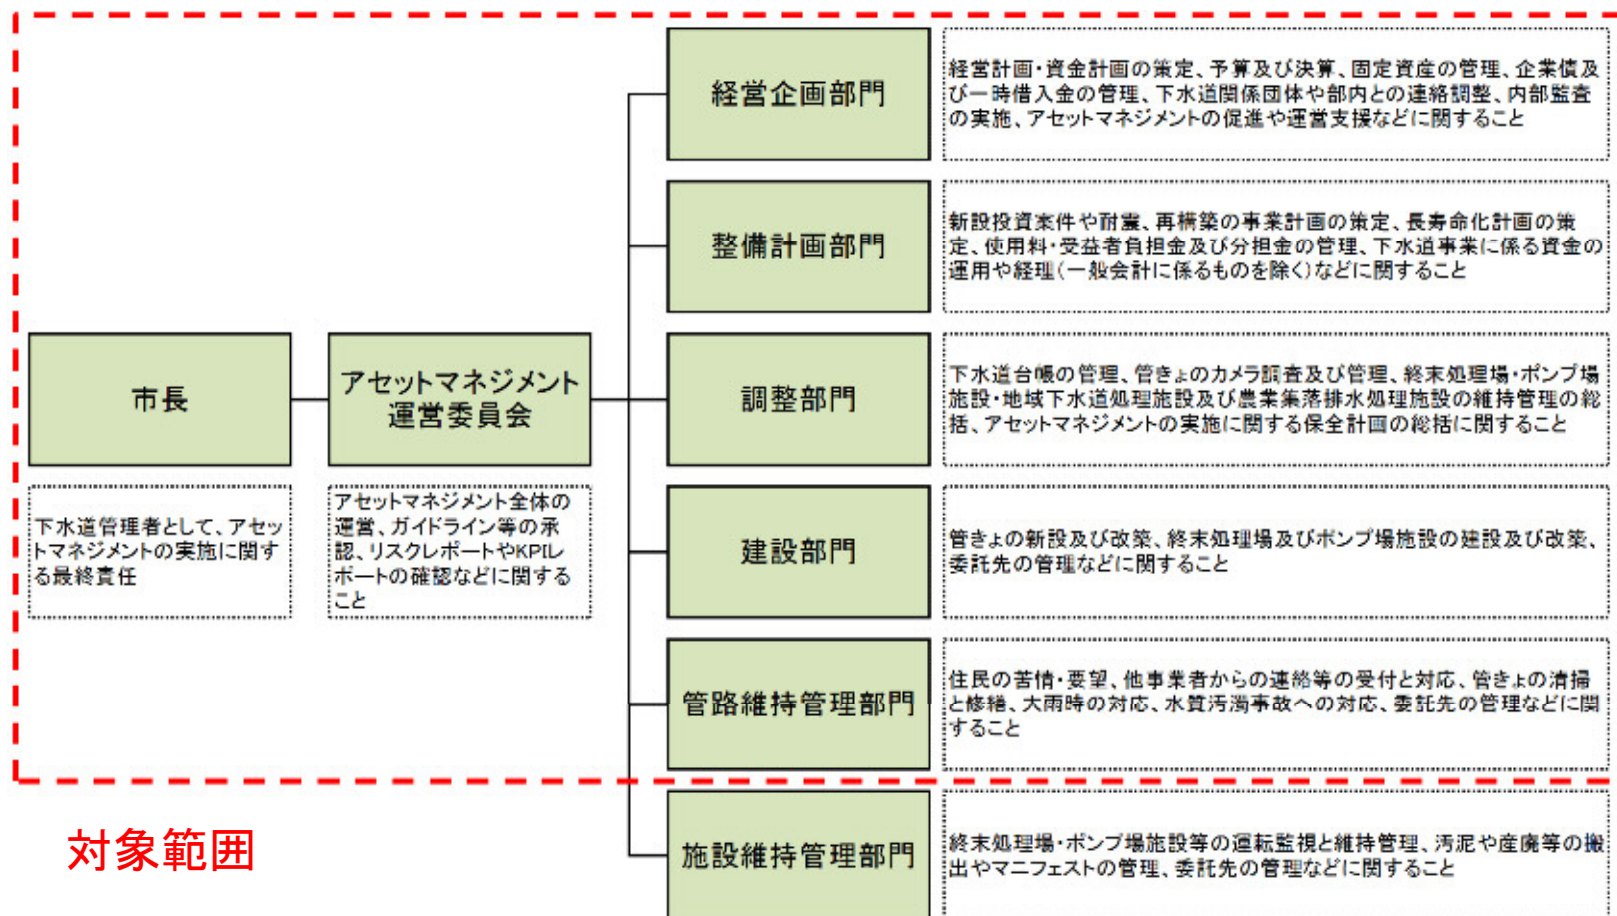 経営企画部門
経営計画・資金計画の策定、予算及び決算、固定資産の管理、企業債及
び一時借入金の管理、下水道関係団体や部内との連絡調整、内部監査
の実施、アセットマネジメントの促進や運営支援などに関すること
整備計画部門
新設投資案件や耐震、再構築の事業計画の策定、長寿命化計画の策
定、使用料・受益者負担金及び分担金の管理、下水道事業に係る資金の
運用や経理(一般会計に係るものを除く)などに関すること
市長
下水道管理者として、アセッ
トマネジメントの実施に関す
る最終責任
アセットマネジメント
運営委員会
アセットマネジメント全体の
運営、ガイドライン等の承
認、リスクレポートやKPIレ
ポートの確認などに関する
こと
調整部門
下水道台帳の管理、管きょのカメラ調査及び管理、終末処理場・ポンプ場
施設・地域下水道処理施設及び農業集落排水処理施設の維持管理の総
括、アセットマネジメントの実施に関する保全計画の総括に関すること
建設部門
管きょの新設及び改築、終末処理場及びポンプ場施設の建設及び改築、
委託先の管理などに関すること
管路維持管理部門
住民の苦情・要望、他事業者からの連絡等の受付と対応、管きょの清掃
と修繕、大雨時の対応、水質汚濁事故への対応、委託先の管理などに関
すること
対象範囲
施設維持管理部門
終末処理場・ポンプ場施設等の運転監視と維持管理、汚泥や産廃等の搬
出やマニフェストの管理、委託先の管理などに関すること